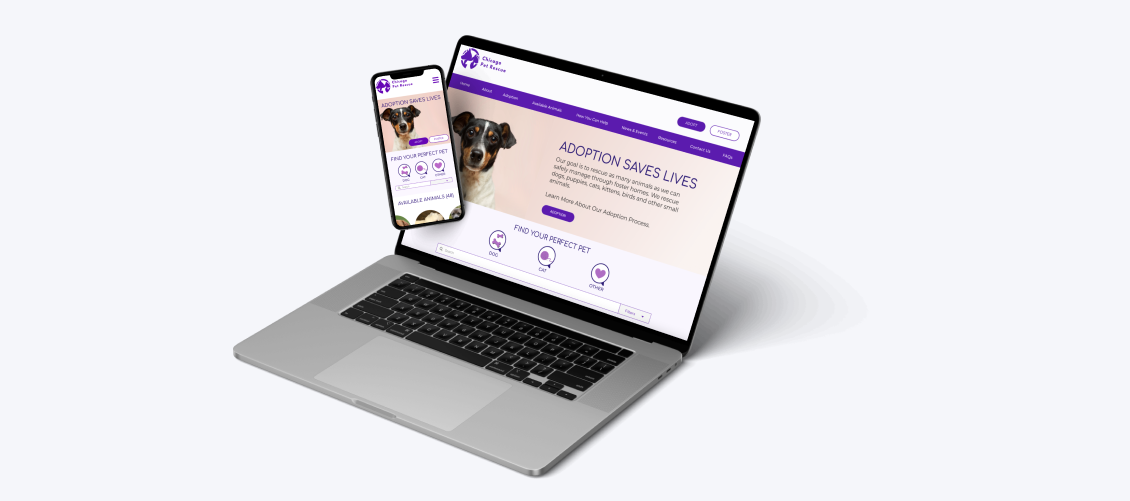 Chicago
Pet Rescue
ADOPTION SAVES LIVES
ADOPT
FOSTER
FIND YOUR PERFECT PET
DOG
CAT
OTHER
AVAILABLE ANIMALS (48)
Chicago
Pet Rescue
ADOPT
FOSTER
Home
About
Adoption
Available Animals
How You Can Help
News & Events
Resources
Contact Us
FAQs
ADOPTION SAVES LIVES
Our goal is to rescue as many animals as we can
safely manage through foster homes. We rescue
dogs, puppies, cats, kittens, birds and other small
animals.
Learn More About Our Adoption Process.
ADOPTION
FIND YOUR PERFECT PET
DOG
CAT
OTHER
Search
Filters